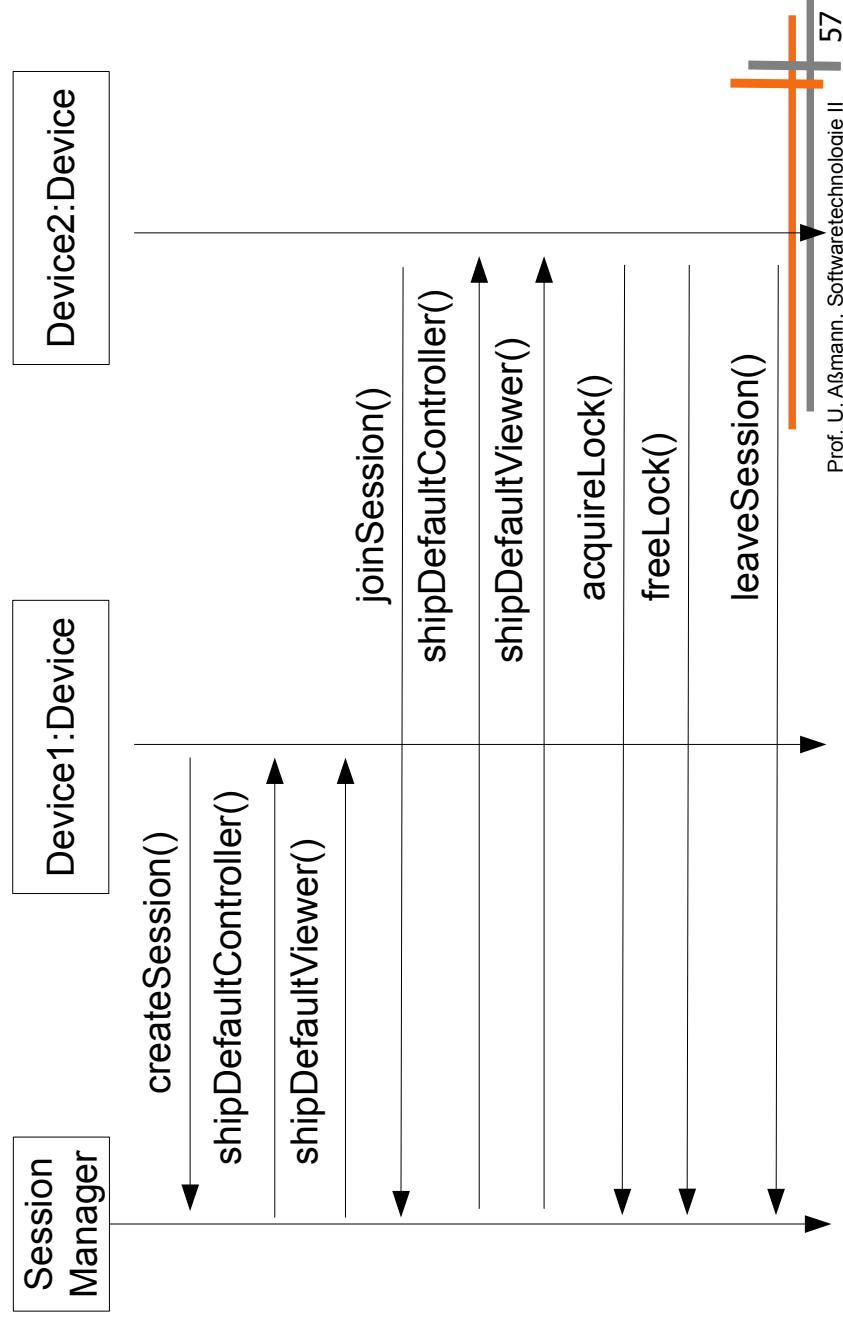 Session
Manager
Device1:Device
Device2:Device
createSession()
shipDefaultController()
shipDefaultViewer()
joinSession()
shipDefaultController()
shipDefaultViewer()
acquireLock()
freeLock()
leaveSession()
Prof. U. Aßmann, Softwaretechnologie II
57